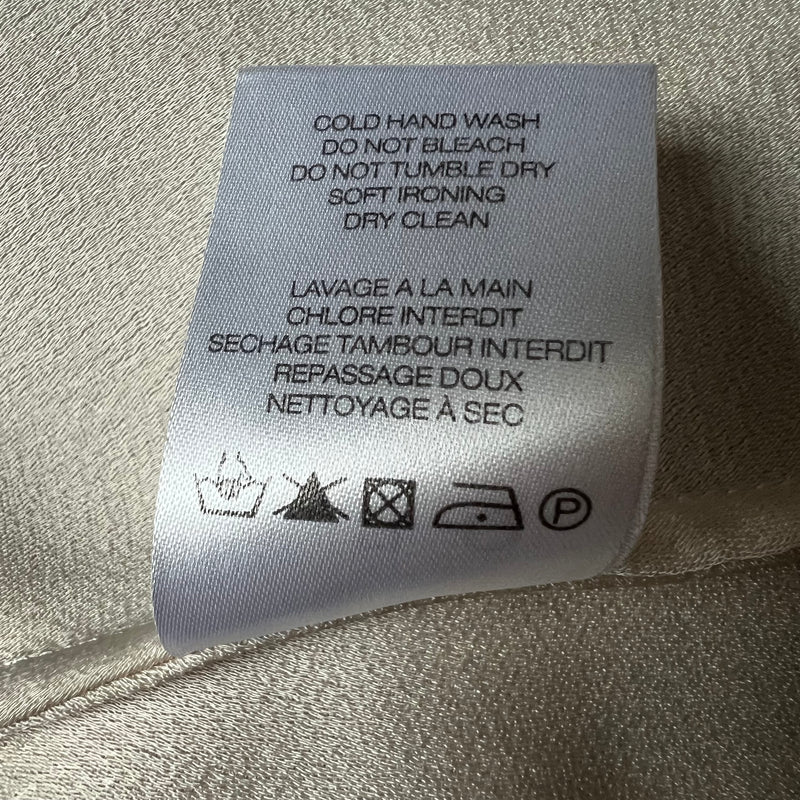 COLD HAND WASH
DO NOT BLEACH
DO NOT TUMBLE DRY
SOFT IRONING
DRY CLEAN
LAVAGE A LA MAIN
CHLORE INTERDIT
SECHAGE TAMBOUR INTERDIT
REPASSAGE DOUX
NETTOYAGE À SEC
P